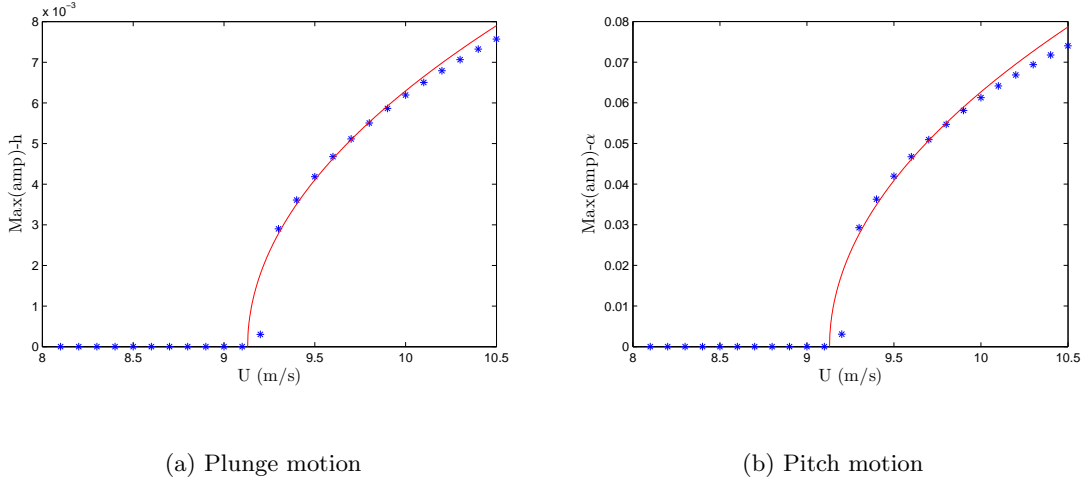 x 10⁻³
8
7
6
5
4
3
2
1
0
Max(amp)-h
8 8.5 9 9.5 10 10.5
U (m/s)
(a) Plunge motion
0.08
0.07
0.06
0.05
0.04
0.03
0.02
0.01
0
Max(amp)-α
8 8.5 9 9.5 10 10.5
U (m/s)
(b) Pitch motion